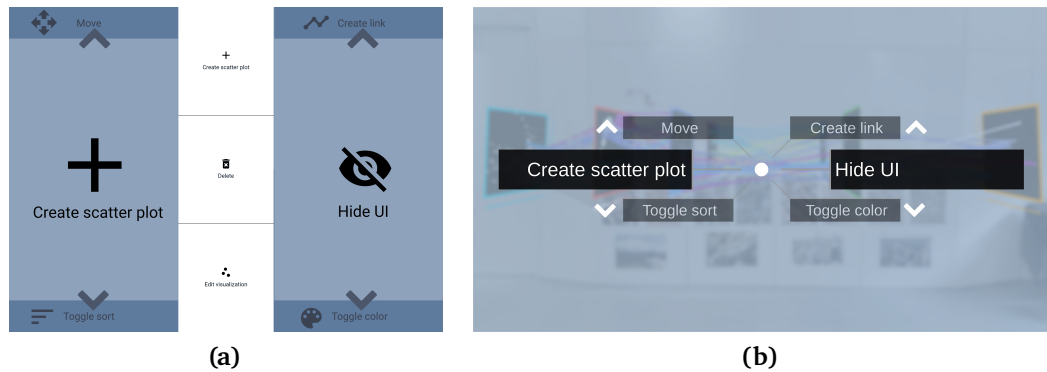 Move
Create scatter plot
Toggle sort
Create scatter plot
Delete
Edit visualization
Create link
Hide UI
Toggle color
(a)
Move
Create link
Create scatter plot
Hide UI
Toggle sort
Toggle color
(b)